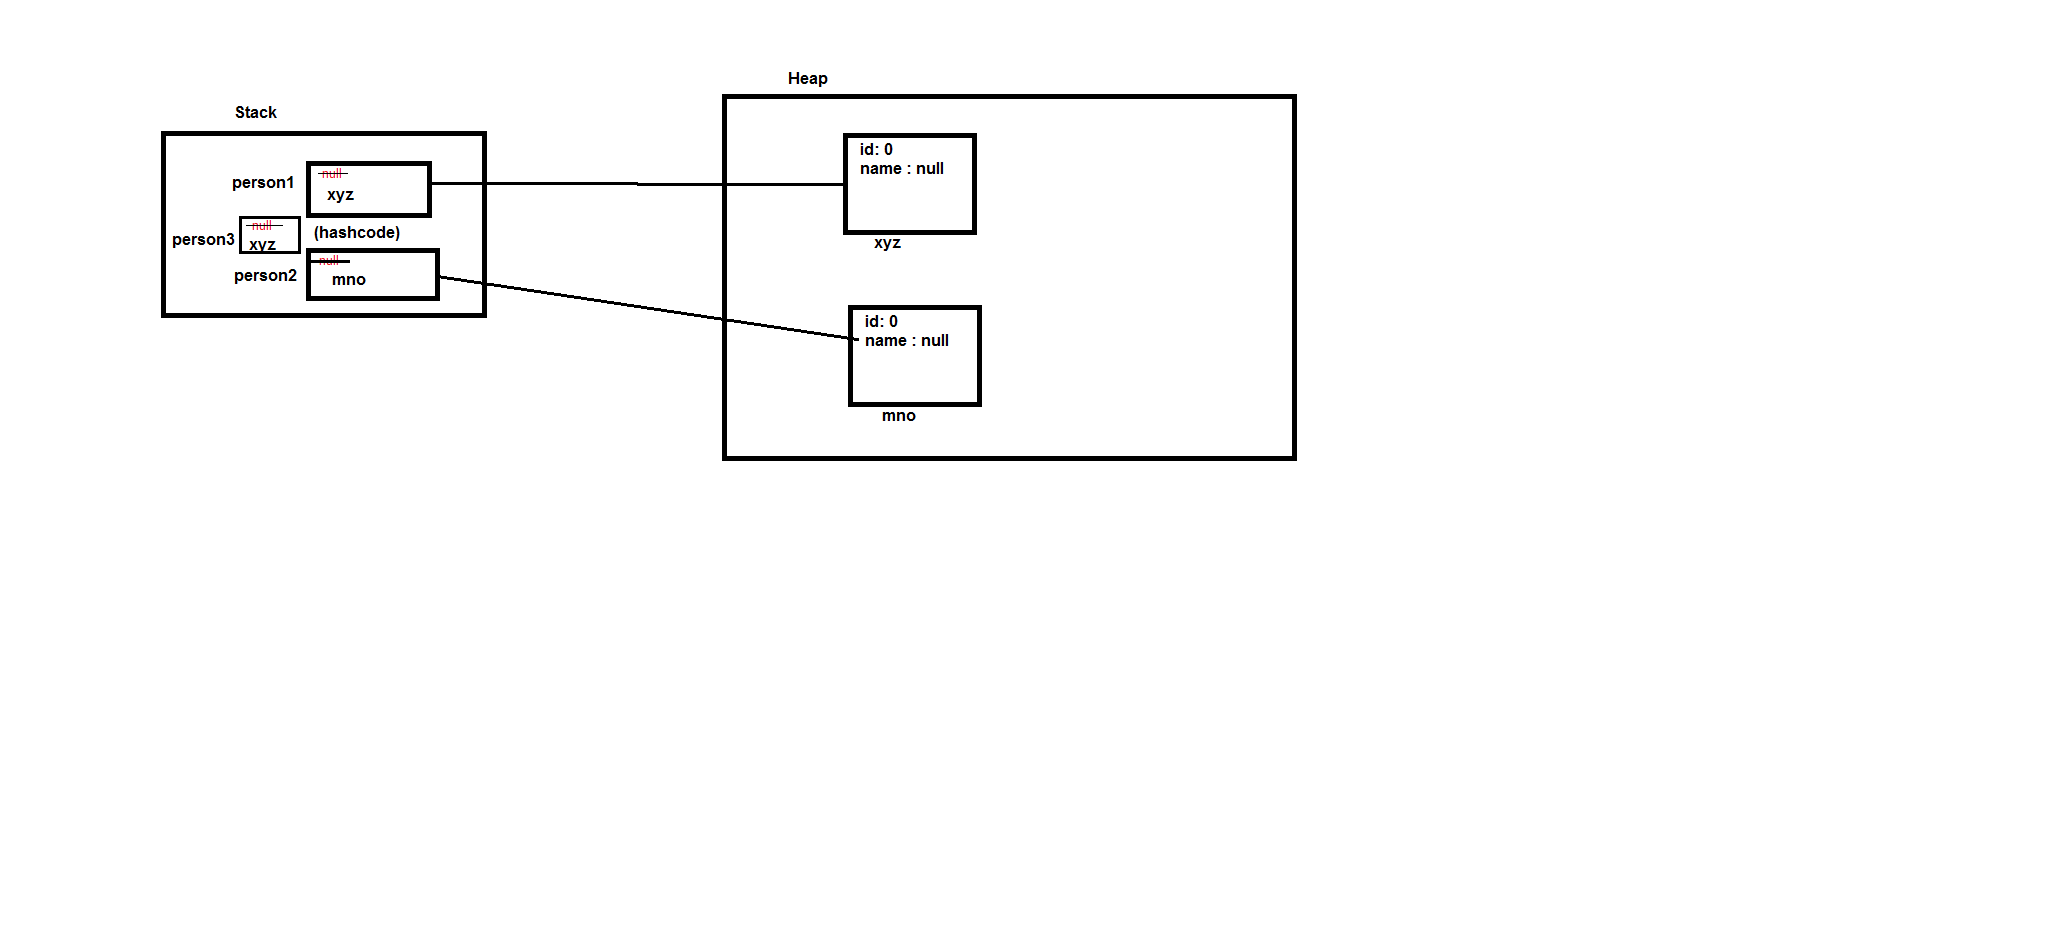 Heap
Stack
person1
null
xyz
person3
null
xyz
(hashcode)
person2
null
mno
id: 0
name : null
xyz
id: 0
name : null
mno